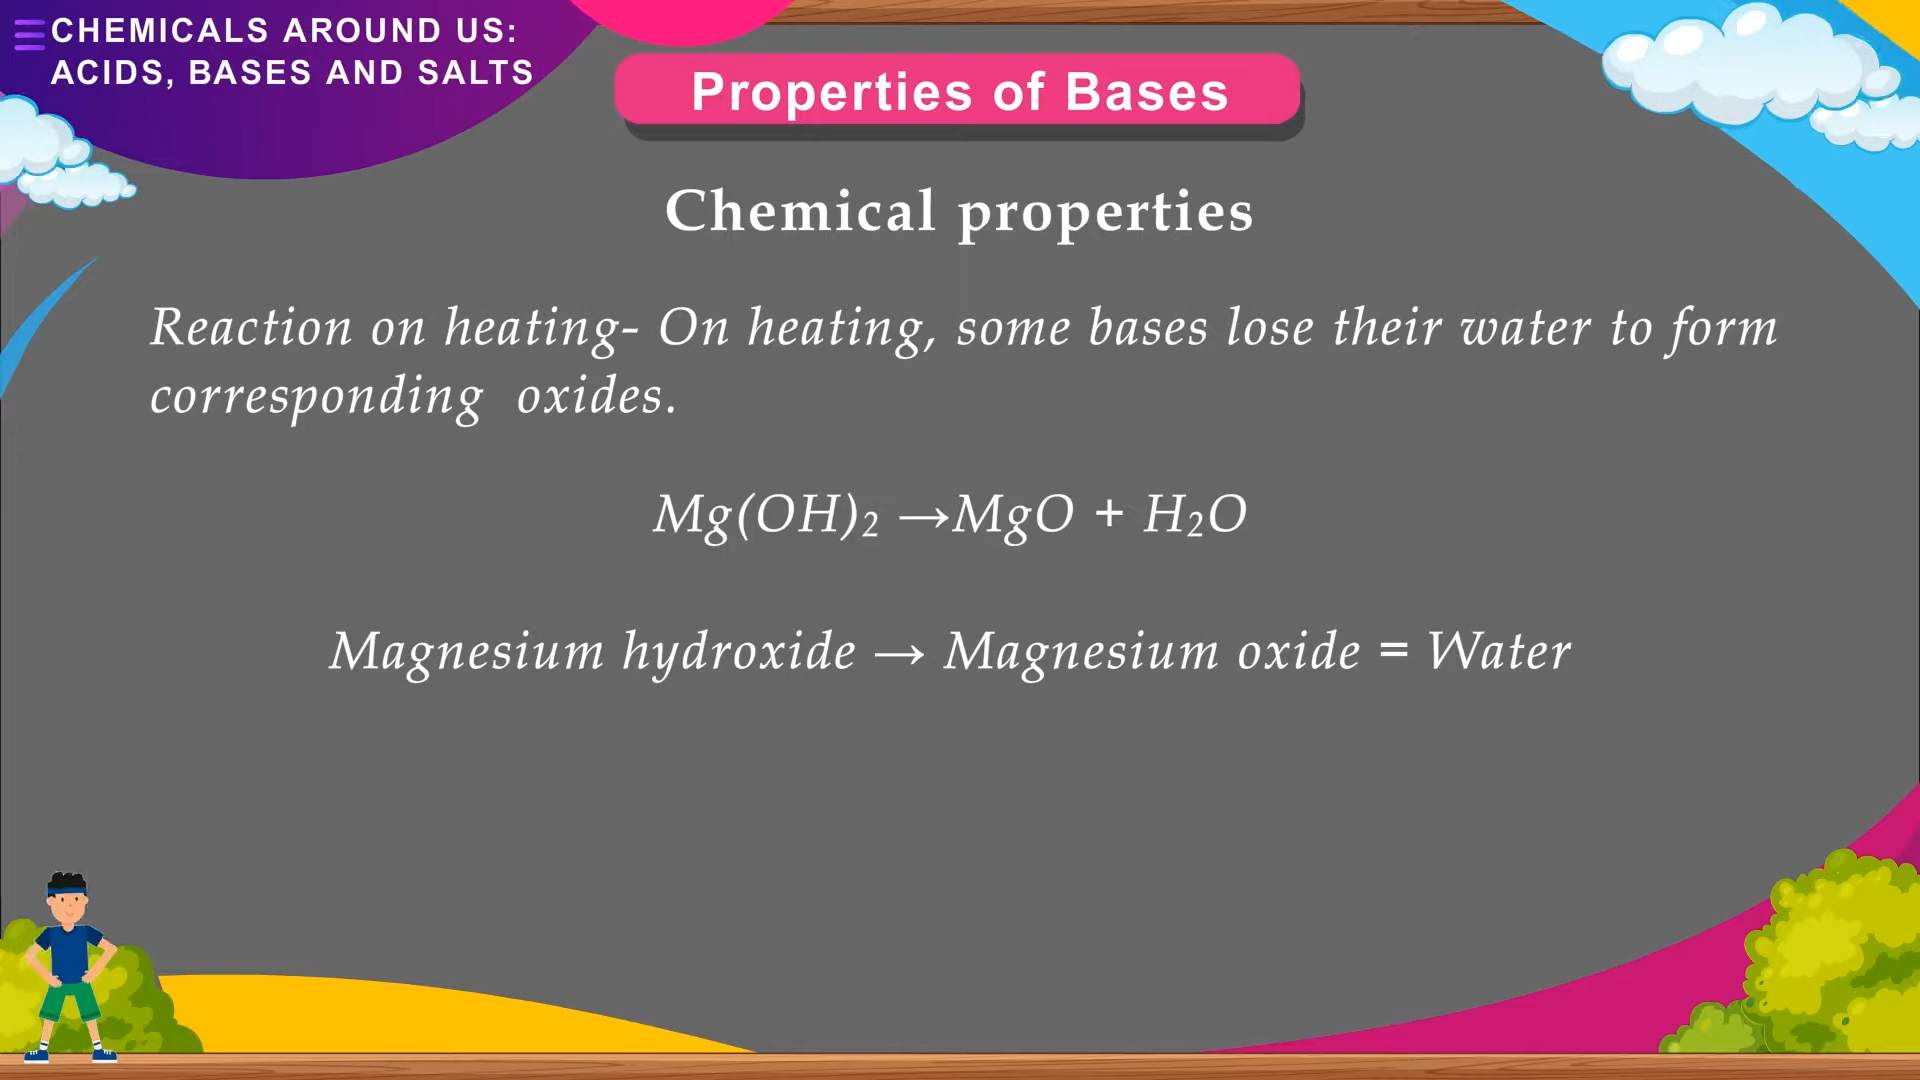 CHEMICALS AROUND US:
ACIDS, BASES AND SALTS
Properties of Bases
Chemical properties
Reaction on heating- On heating, some bases lose their water to form
corresponding oxides.
Mg(OH)₂ →MgO + H₂O
Magnesium hydroxide → Magnesium oxide = Water